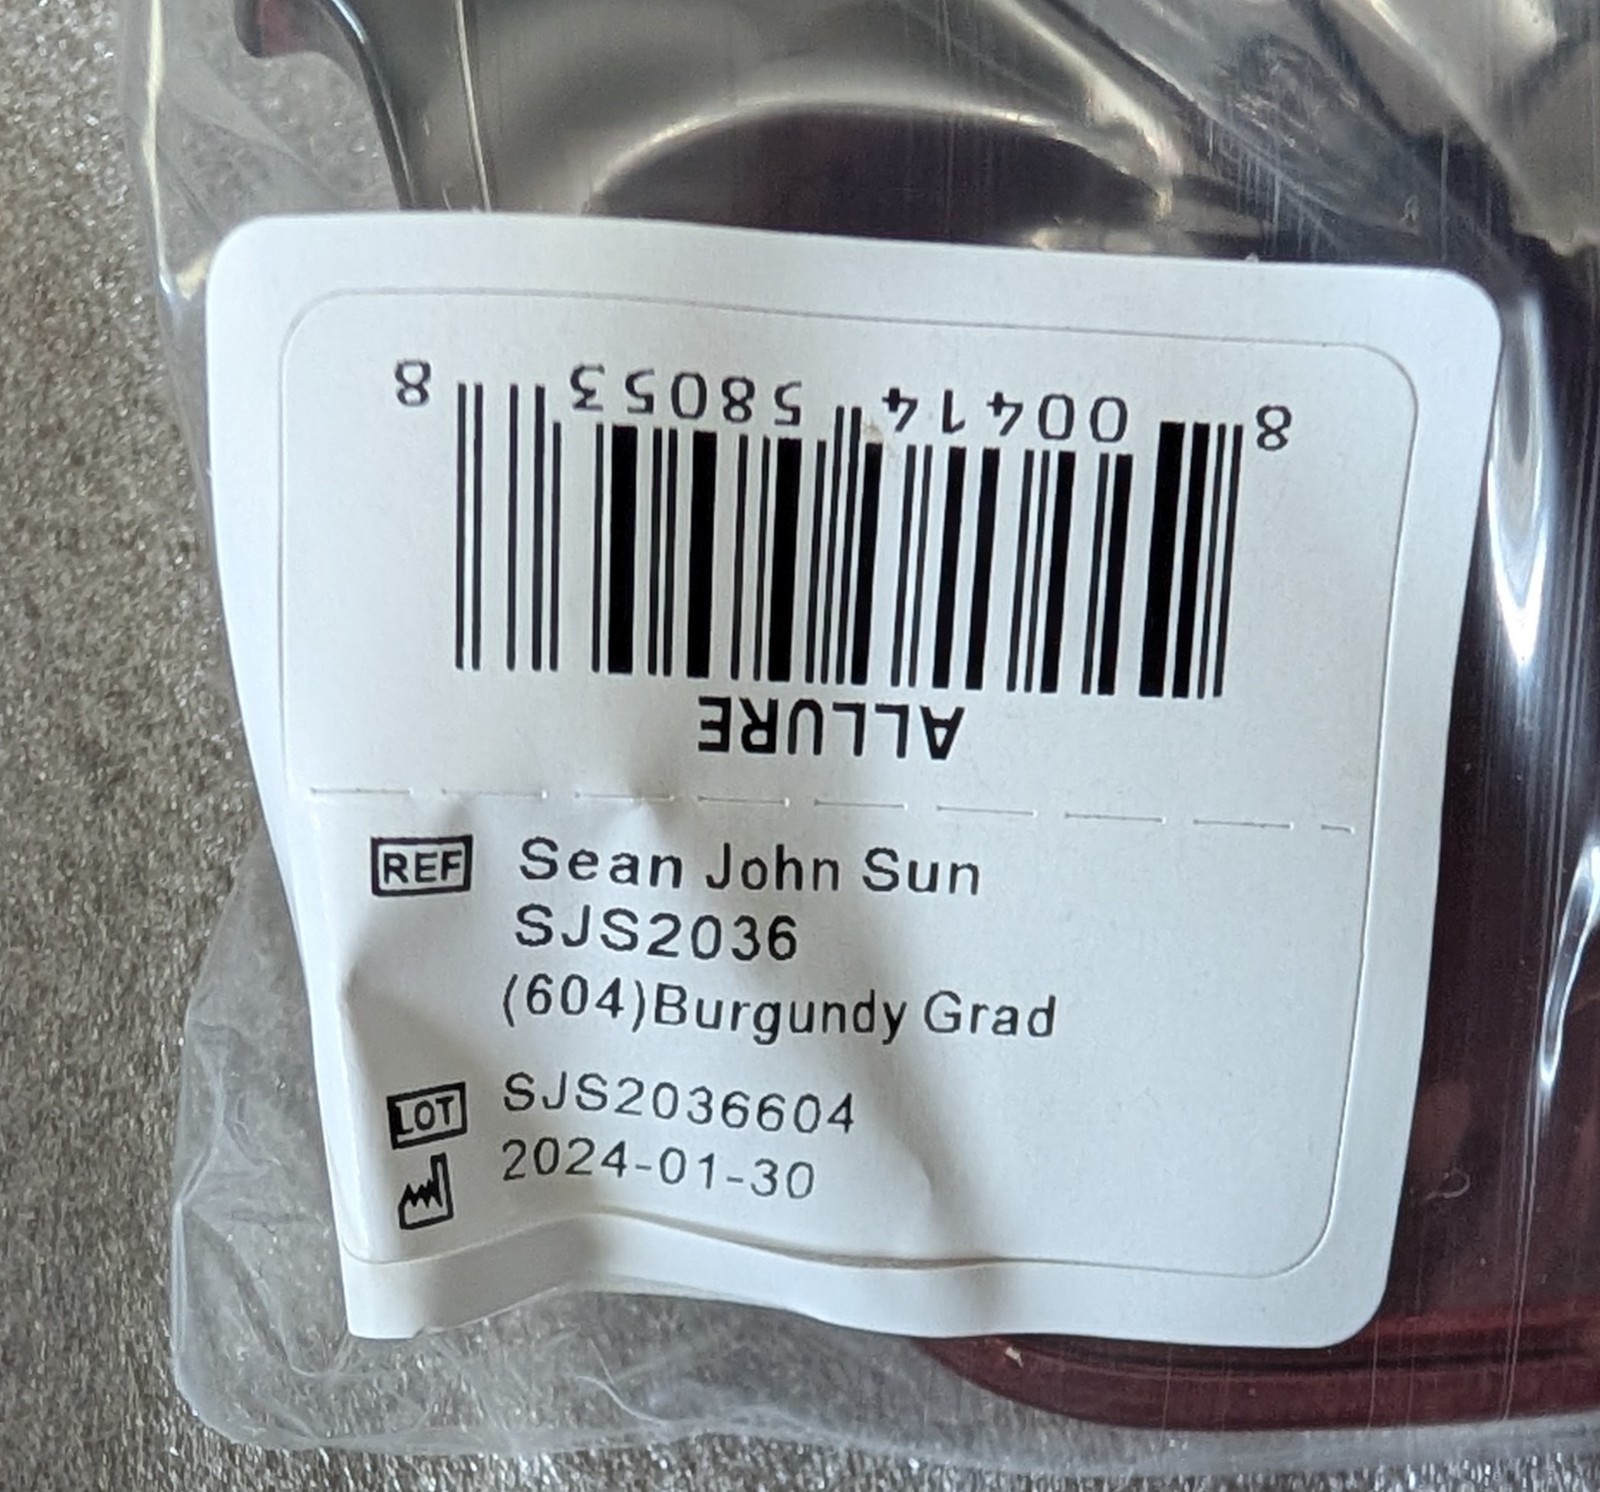 ALLURE
8 00414 58053 8
REF Sean John Sun
SJS2036
(604)Burgundy Grad
LOT SJS2036604
2024-01-30